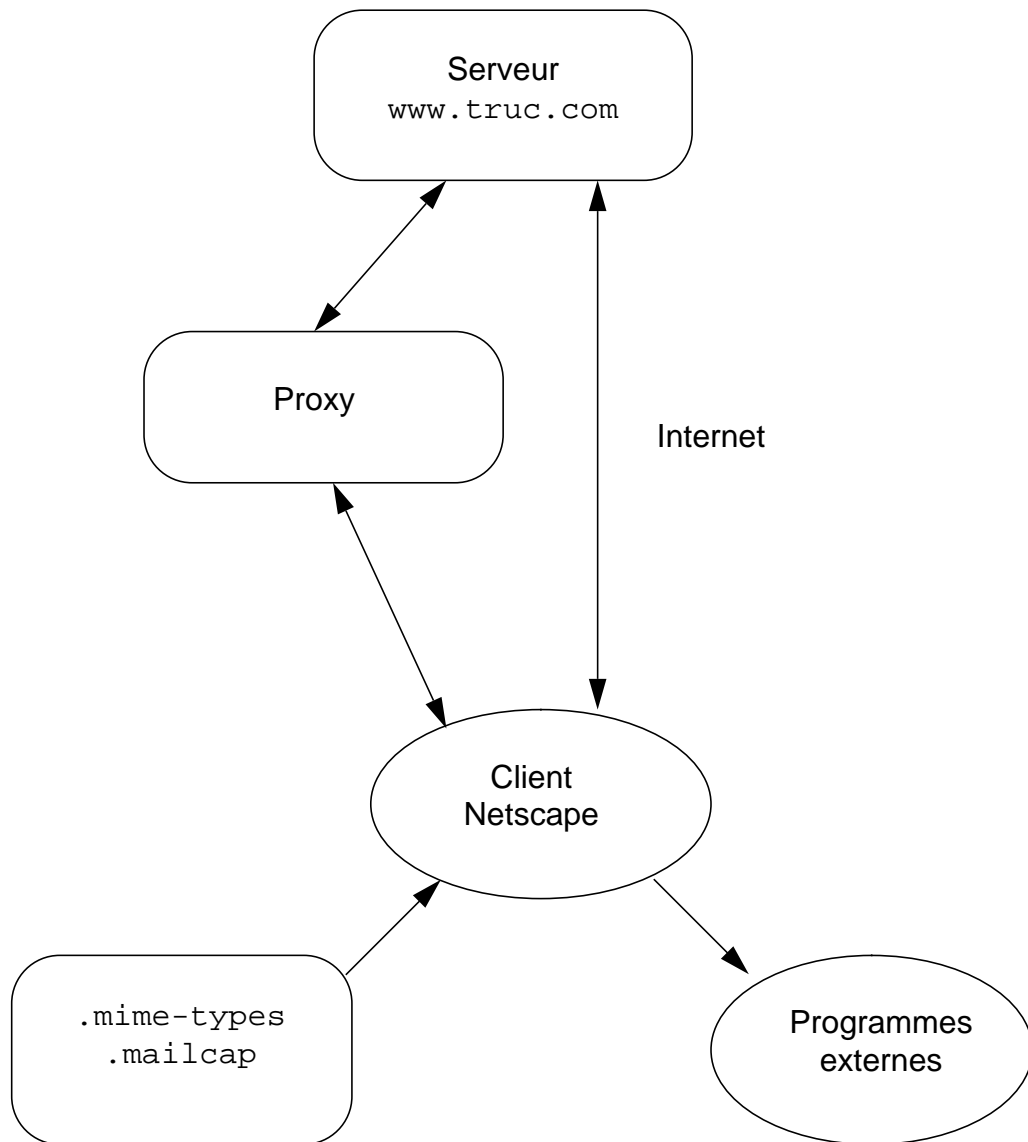 Serveur
www.truc.com
Proxy
Internet
Client
Netscape
.mime-types
.mailcap
Programmes
externes